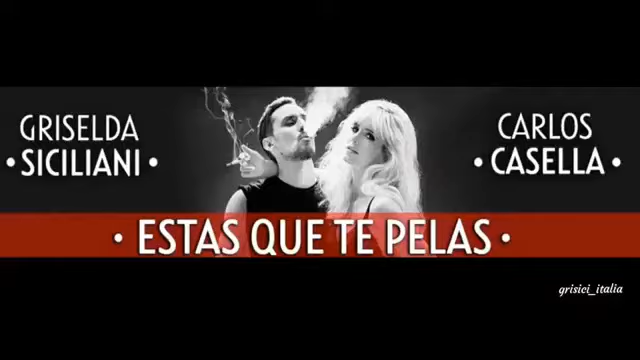 GRISELDA
• SICILIANI •
CARLOS
• CASELLA •
• ESTAS QUE TE PELAS •
grisici_italia